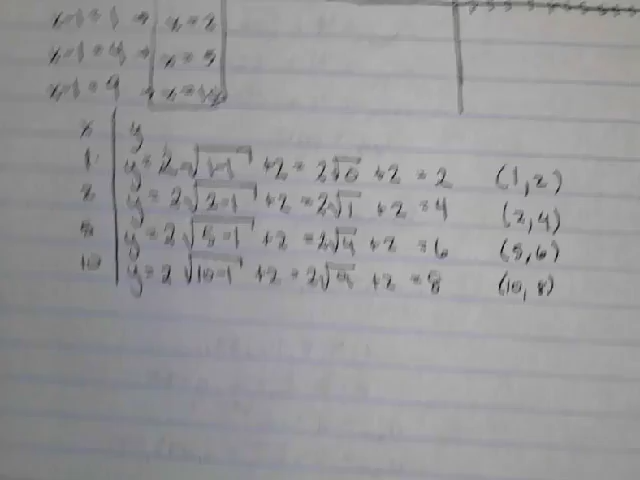 x-1=1 → x=2
x-1=4 → x=5
x-1=9 → x=10
x y
1 y=2√1-1 +2=2√0 +2=2 (1,2)
2 y=2√2-1 +2=2√1 +2=4 (2,4)
5 y=2√5-1 +2=2√4 +2=6 (5,6)
10 y=2√10-1 +2=2√9 +2=8 (10,8)